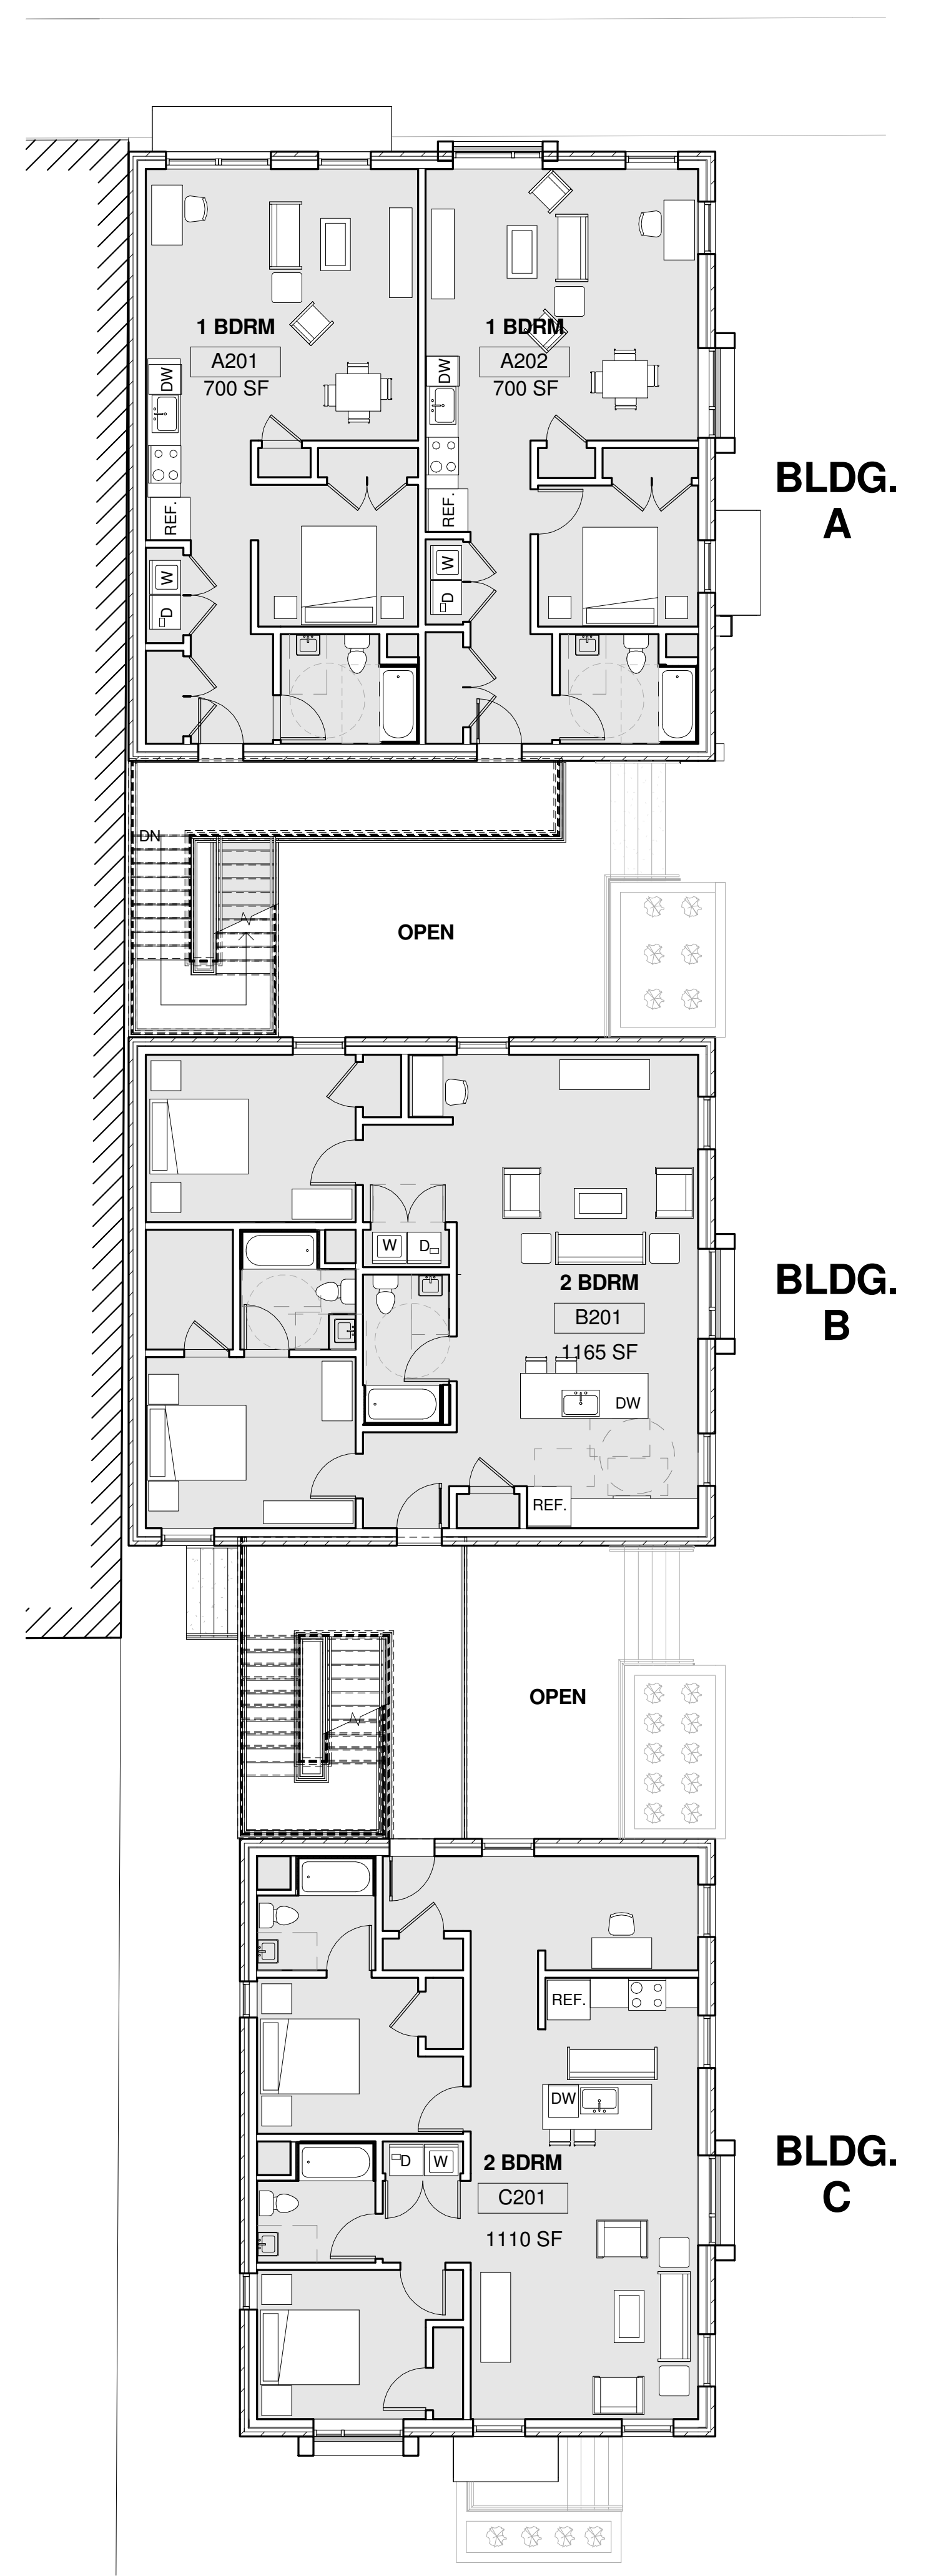 1 BDRM
A201
700 SF
DW
REF.
W
D
1 BDRM
A202
700 SF
DW
REF.
W
D
BLDG.
A
DN
OPEN
W
D
2 BDRM
B201
1165 SF
DW
REF.
BLDG.
B
OPEN
REF.
DW
D
W
2 BDRM
C201
1110 SF
BLDG.
C